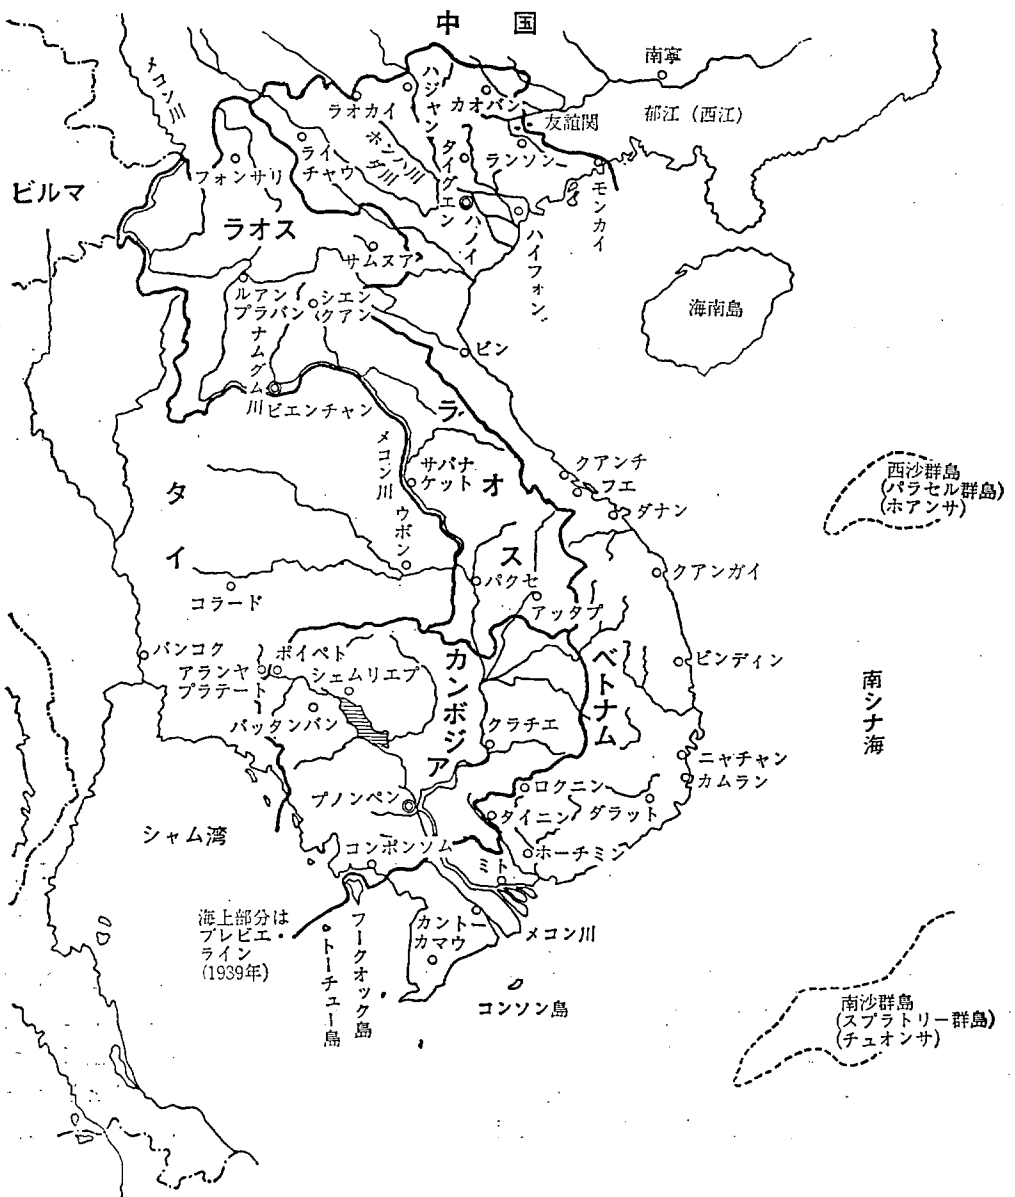 中国
南寧
メコン川
ハジャン
ラオカイ
カオバン
友誼関
郁江（西江）
ホンハ川
ダ川
タイグエン
ランソン
ライ
チャウ
フォンサリ
モンカイ
ビルマ
ラオス
ハノイ
ハイフォン
サムヌア
ルアン
プラバン
シエン
クアン
海南島
ナムグム川
ビン
ビエンチャン
ラオス
メコン川
サバナ
ケット
クアンチ
フエ
ダナン
西沙群島
(パラセル群島)
(ホアンサ)
タイ
ウボン
パクセ
クアンガイ
コラード
アッタプ
バンコク
ポイペト
アランヤ
プラテート
シェムリエプ
カンボジア
ベトナム
ビンディン
南シナ海
バッタンバン
クラチエ
ニャチャン
カムラン
プノンペン
ロクニン
タイニン
ダラット
シャム湾
コンポンソム
ホーチミン
ミト
海上部分は
ブレビエ・
ライン
(1939年)
フークオック島
トーチュー島
カントー
カマウ
メコン川
コンソン島
南沙群島
(スプラトリー群島)
(チュオンサ)